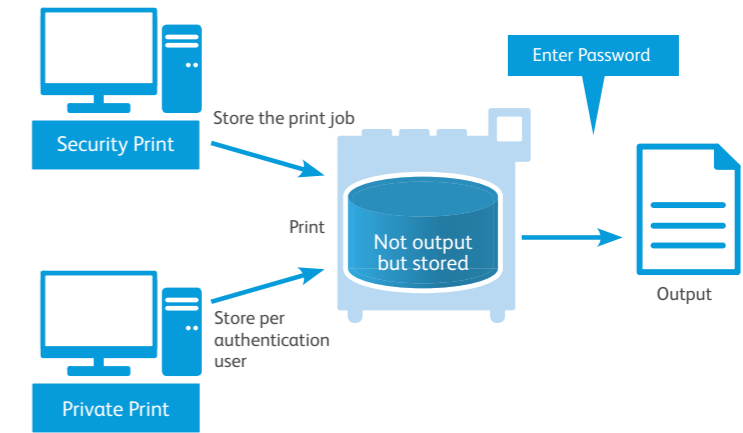 Enter Password
Store the print job
Security Print
Print
Not output
but stored
Output
Store per
authentication
user
Private Print